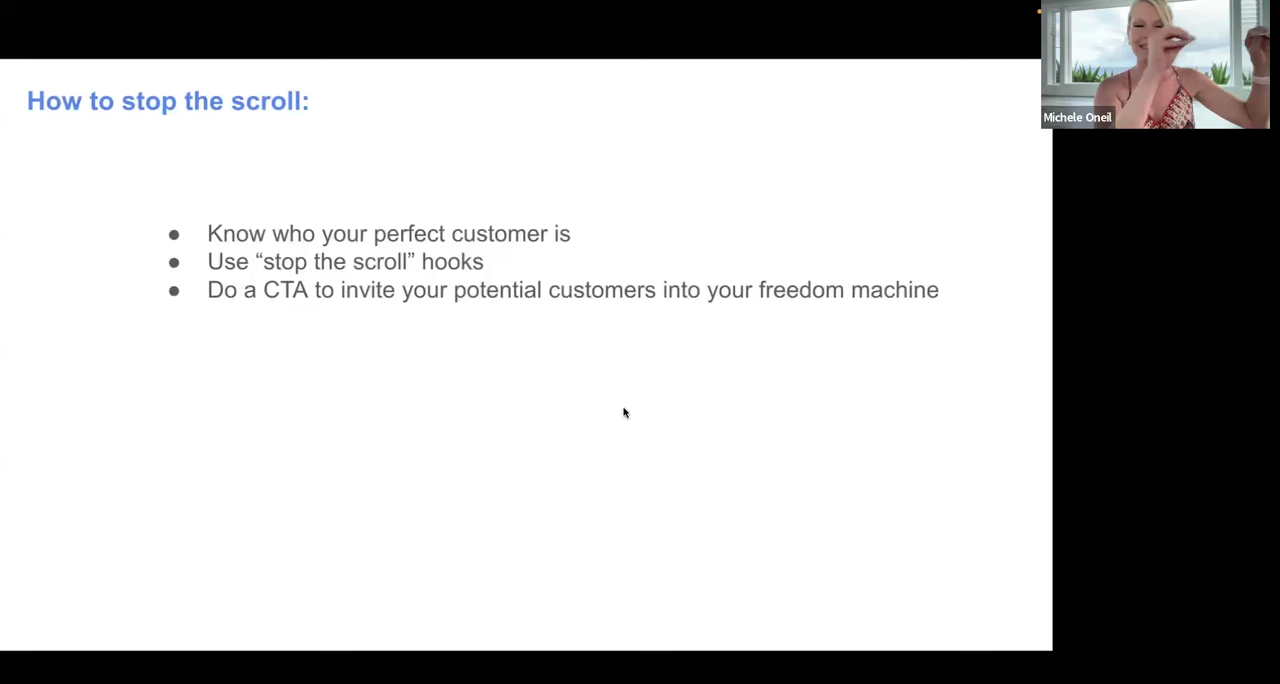 How to stop the scroll:
● Know who your perfect customer is
● Use “stop the scroll” hooks
● Do a CTA to invite your potential customers into your freedom machine
Michele Oneil